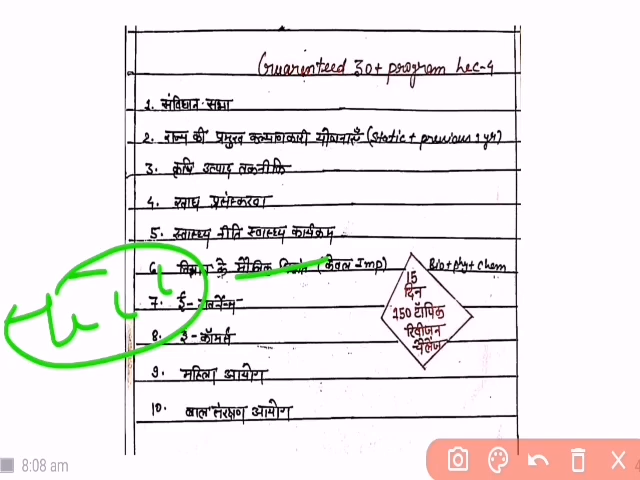 Guarinteed 30+ program Lec-4
1. संविधान सभा
2. राज्य की प्रमुख कल्याणकारी योजनाएँ (Static + previous 1 yr)
3. कृषि उत्पाद तकनीकि
4. खाद्य प्रसंस्करण
5. स्वास्थ्य नीति स्वास्थ्य कार्यक्रम
6. विज्ञान के (केवल Imp) Bio+phy+Chem
7. ई-गवर्नेन्स
8. ई-कॉमर्स
9. महिला आयोग
10. बाल संरक्षण आयोग
15
दिन
150 टॉपिक
रिवीजन
चैलेंज
8:08 am